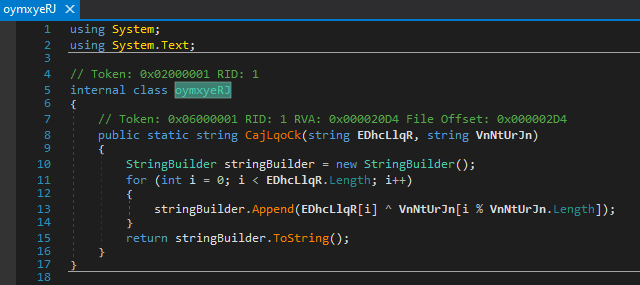 oymxyeRJ X
1 using System;
2 using System.Text;
3
4 // Token: 0x02000001 RID: 1
5 internal class oymxyeRJ
6 {
7 // Token: 0x06000001 RID: 1 RVA: 0x000020D4 File Offset: 0x000002D4
8 public static string CajLqoCk(string EDhcLlqR, string VnNtUrJn)
9 {
10 StringBuilder stringBuilder = new StringBuilder();
11 for (int i = 0; i < EDhcLlqR.Length; i++)
12 {
13 stringBuilder.Append(EDhcLlqR[i] ^ VnNtUrJn[i % VnNtUrJn.Length]);
14 }
15 return stringBuilder.ToString();
16 }
17 }
18